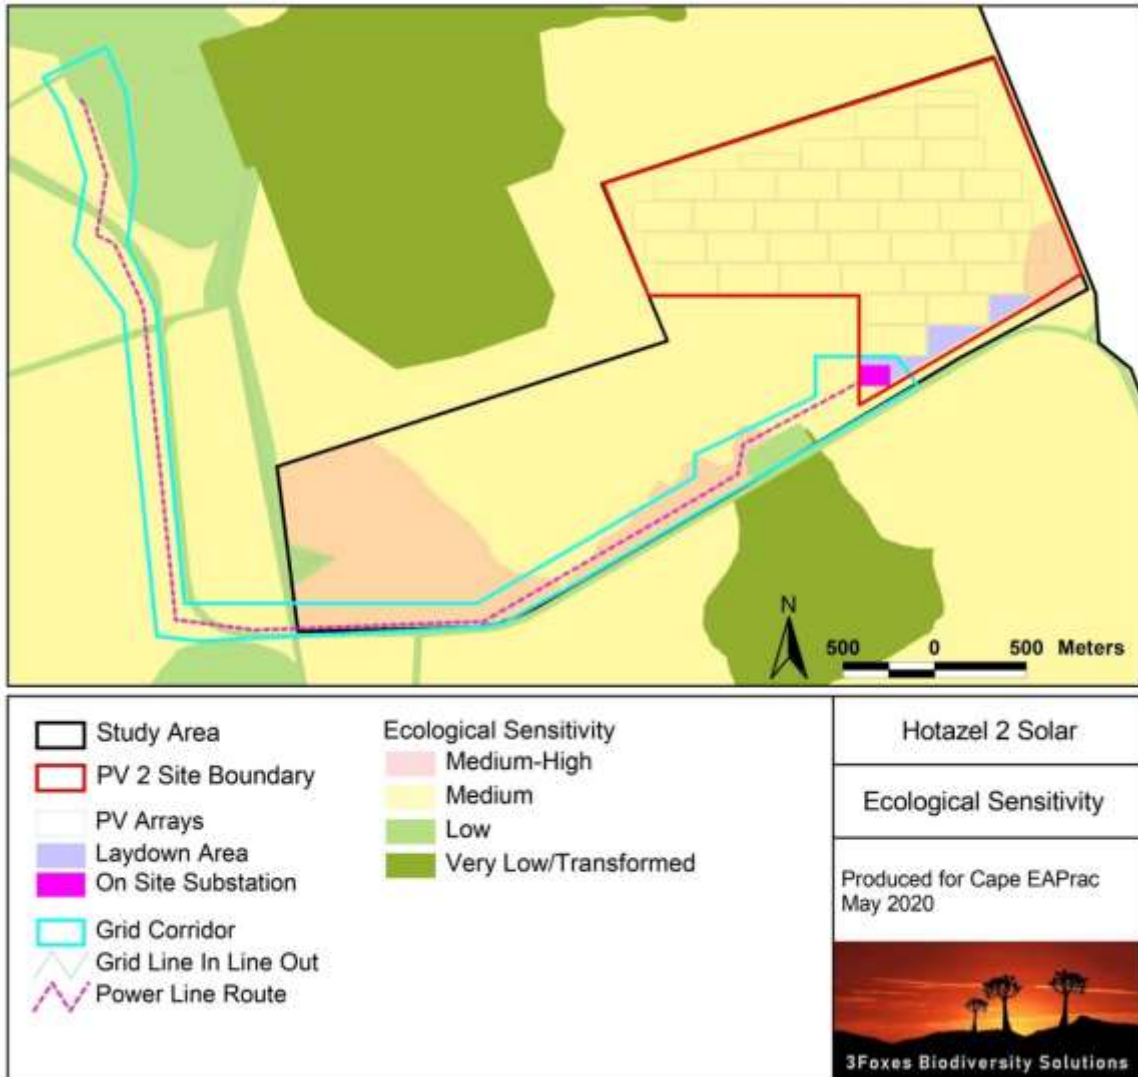 N
500 0 500 Meters
Study Area
PV 2 Site Boundary
PV Arrays
Laydown Area
On Site Substation
Grid Corridor
Grid Line In Line Out
Power Line Route
Ecological Sensitivity
Medium-High
Medium
Low
Very Low/Transformed
Hotazel 2 Solar
Ecological Sensitivity
Produced for Cape EAPrac
May 2020
3Foxes Biodiversity Solutions